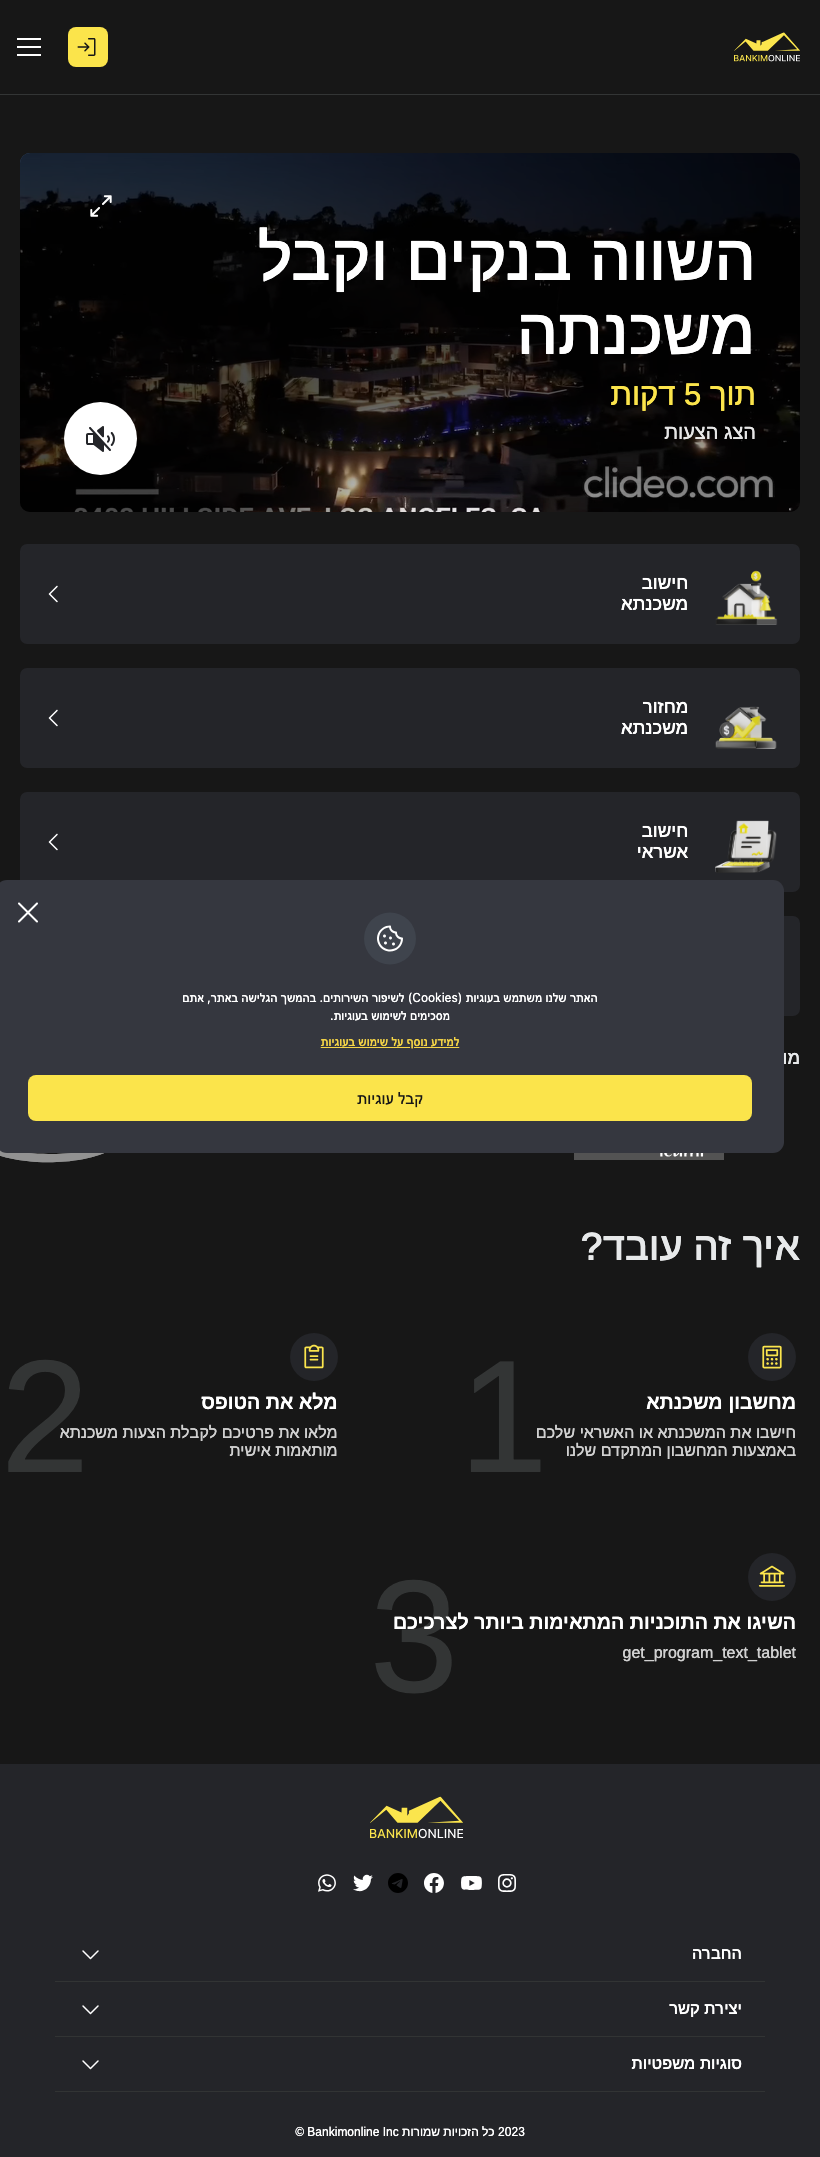 BANKIMONLINE
השווה בנקים וקבל
משכנתה
תוך 5 דקות
הצג הצעות
clideo.com
חישוב
משכנתא
מחזור
משכנתא
חישוב
אשראי
האתר שלנו משתמש בעוגיות (Cookies) לשיפור השירותים. בהמשך הגלישה באתר, אתם
מסכימים לשימוש בעוגיות.
למידע נוסף על שימוש בעוגיות
קבל עוגיות
איך זה עובד?
1
מחשבון משכנתא
חישבו את המשכנתא או האשראי שלכם
באמצעות המחשבון המתקדם שלנו
2
מלא את הטופס
מלאו את פרטיכם לקבלת הצעות משכנתא
מותאמות אישית
3
השיגו את התוכניות המתאימות ביותר לצרכיכם
get_program_text_tablet
BANKIMONLINE
החברה
יצירת קשר
סוגיות משפטיות
2023 כל הזכויות שמורות Bankimonline Inc ©